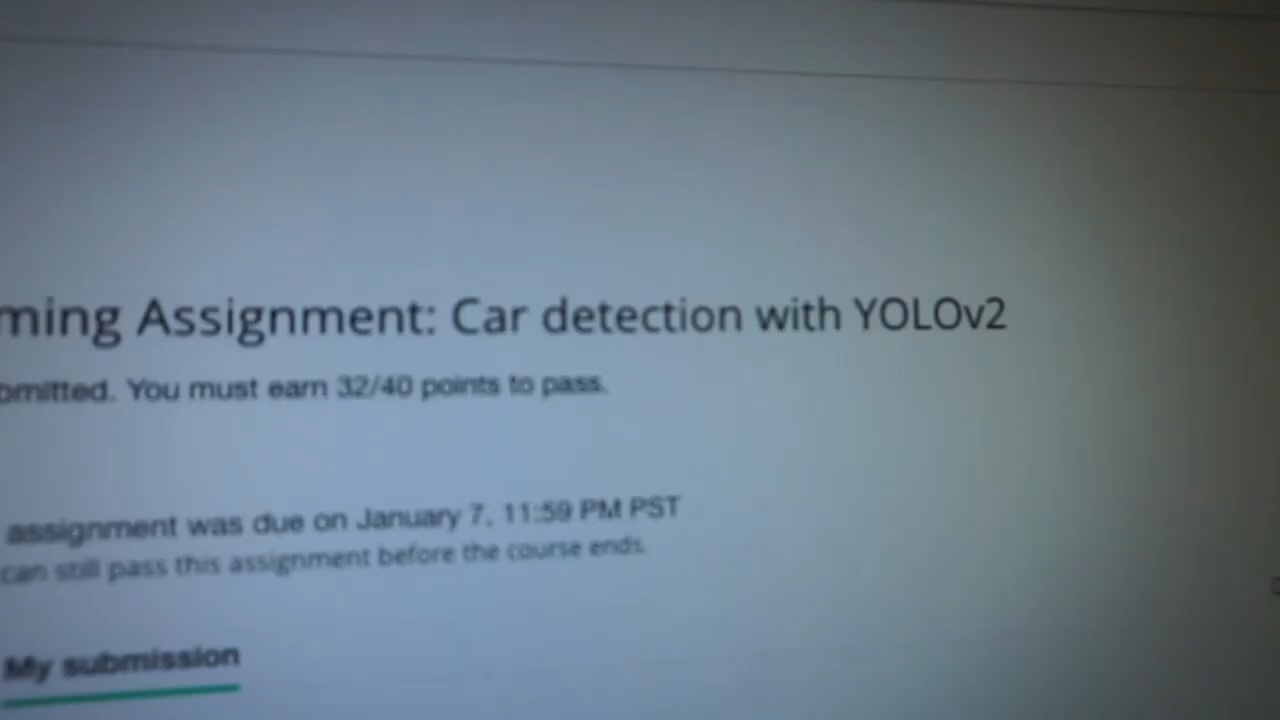 ming Assignment: Car detection with YOLOv2
bmitted. You must earn 32/40 points to pass.
assignment was due on January 7, 11:59 PM PST
can still pass this assignment before the course ends.
My submission